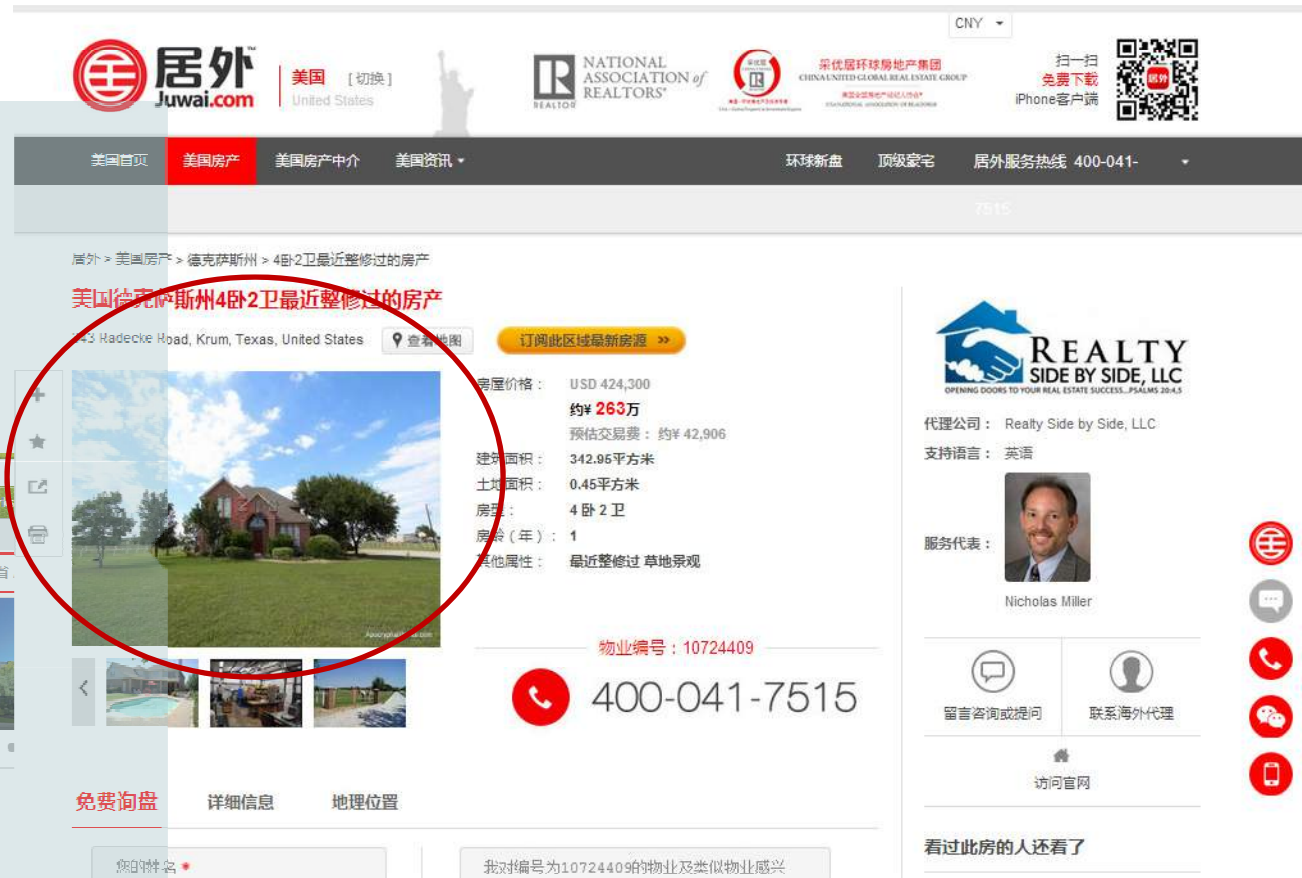 CNY
居外
Juwai.com
美国 [切换]
United States
REALTOR
NATIONAL
ASSOCIATION of
REALTORS®
采优居环球房地产集团
CHINA UNITED GLOBAL REAL ESTATE GROUP
扫一扫
免费下载
iPhone客户端
居外
美国首页 美国房产 美国房产中介 美国资讯 环球新盘 顶级豪宅 居外服务热线 400-041-
7515
居外 > 美国房产 > 德克萨斯州 > 4卧2卫最近整修过的房产
美国德克萨斯州4卧2卫最近整修过的房产
Radecke Road, Krum, Texas, United States 查看地图
订阅此区域最新房源 »
房屋价格： USD 424,300
约¥ 263万
预估交易费： 约¥ 42,906
建筑面积： 342.95平方米
土地面积： 0.45平方米
房型： 4 卧 2 卫
房龄（年）： 1
其他属性： 最近整修过 草地景观
物业编号：10724409
400-041-7515
REALTY
SIDE BY SIDE, LLC
OPENING DOORS TO YOUR REAL ESTATE SUCCESS...PSALMS 20:4,5
代理公司： Realty Side by Side, LLC
支持语言： 英语
服务代表：
Nicholas Miller
留言咨询或提问 联系海外代理
访问官网
看过此房的人还看了
免费询盘 详细信息 地理位置
您的姓名 *
我对编号为10724409的物业及类似物业感兴
省